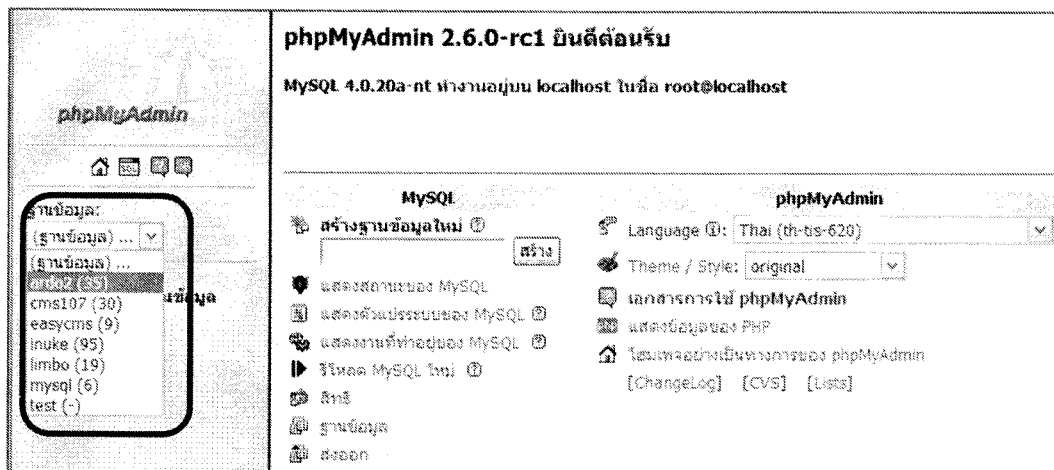 phpMyAdmin
ฐานข้อมูล:
(ฐานข้อมูล) ...
(ฐานข้อมูล) ...
(35)
cms107 (30)
easycms (9)
inuke (95)
limbo (19)
mysql (6)
test (-)
phpMyAdmin 2.6.0-rc1 ยินดีต้อนรับ
MySQL 4.0.20a-nt ทำงานอยู่บน localhost ในชื่อ root@localhost
MySQL
สร้างฐานข้อมูลใหม่
สร้าง
แสดงสถานะของ MySQL
แสดงตัวแปรระบบของ MySQL
แสดงงานที่ทำอยู่ของ MySQL
รีโหลด MySQL ใหม่
สิทธิ
ฐานข้อมูล
ส่งออก
phpMyAdmin
Language: Thai (th-tis-620)
Theme / Style: original
เอกสารการใช้ phpMyAdmin
แสดงข้อมูลของ PHP
โฮมเพจอย่างเป็นทางการของ phpMyAdmin
[ChangeLog] [CVS] [Lists]